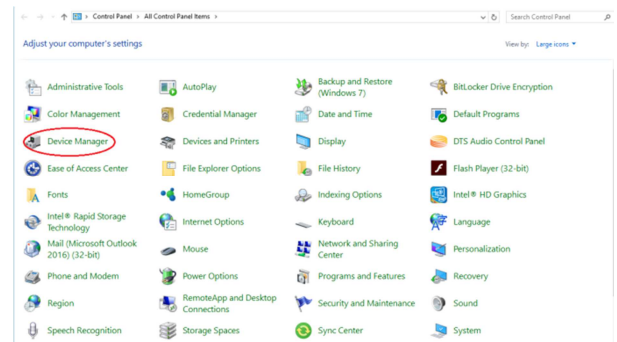 Control Panel > All Control Panel Items >
Search Control Panel
Adjust your computer's settings
View by: Large icons
Administrative Tools
AutoPlay
Backup and Restore
(Windows 7)
BitLocker Drive Encryption
Color Management
Credential Manager
Date and Time
Default Programs
Device Manager
Devices and Printers
Display
DTS Audio Control Panel
Ease of Access Center
File Explorer Options
File History
Flash Player (32-bit)
Fonts
HomeGroup
Indexing Options
Intel® HD Graphics
Intel® Rapid Storage
Technology
Internet Options
Keyboard
Language
Mail (Microsoft Outlook
2016) (32-bit)
Mouse
Network and Sharing
Center
Personalization
Phone and Modem
Power Options
Programs and Features
Recovery
Region
RemoteApp and Desktop
Connections
Security and Maintenance
Sound
Speech Recognition
Storage Spaces
Sync Center
System